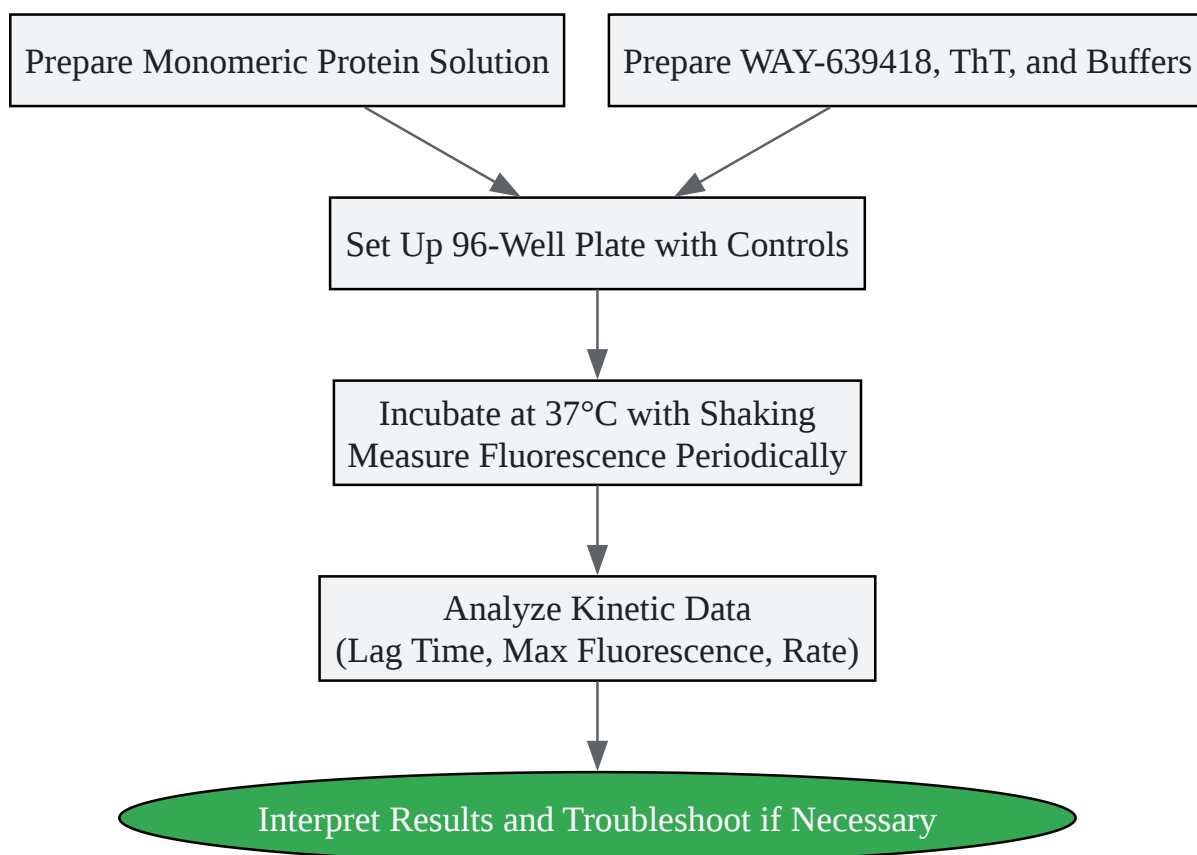 Prepare Monomeric Protein Solution
Prepare WAY-639418, ThT, and Buffers
Set Up 96-Well Plate with Controls
Incubate at 37°C with Shaking
Measure Fluorescence Periodically
Analyze Kinetic Data
(Lag Time, Max Fluorescence, Rate)
Interpret Results and Troubleshoot if Necessary